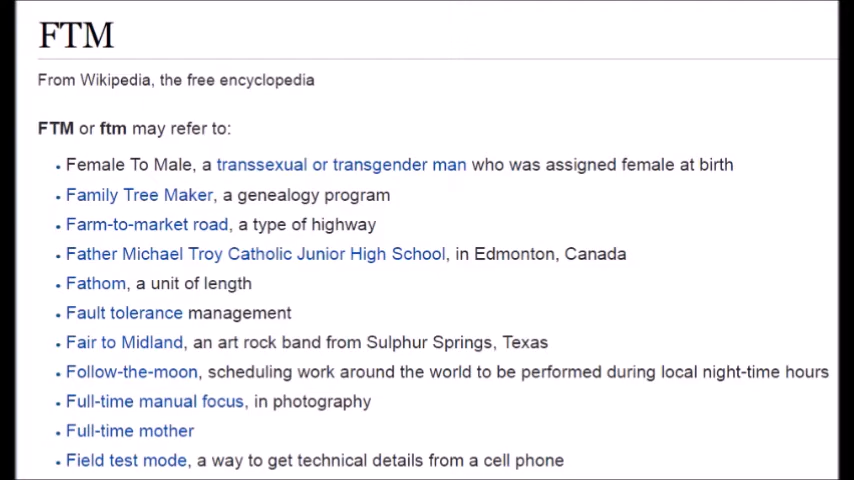 FTM
From Wikipedia, the free encyclopedia
FTM or ftm may refer to:
• Female To Male, a transsexual or transgender man who was assigned female at birth
• Family Tree Maker, a genealogy program
• Farm-to-market road, a type of highway
• Father Michael Troy Catholic Junior High School, in Edmonton, Canada
• Fathom, a unit of length
• Fault tolerance management
• Fair to Midland, an art rock band from Sulphur Springs, Texas
• Follow-the-moon, scheduling work around the world to be performed during local night-time hours
• Full-time manual focus, in photography
• Full-time mother
• Field test mode, a way to get technical details from a cell phone